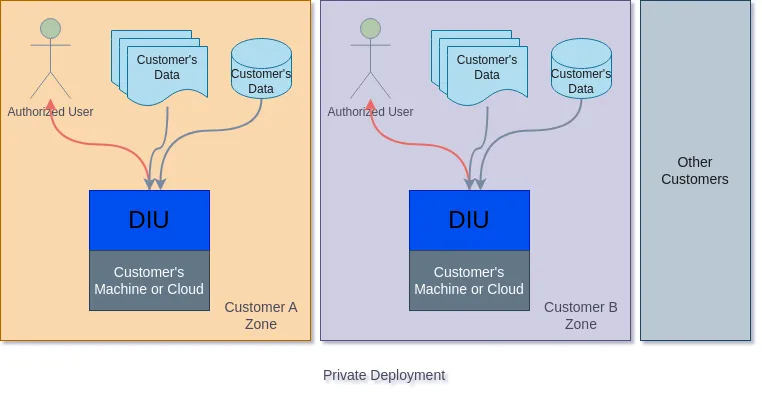 Customer's
Data
Customer's
Data
Authorized User
DIU
Customer's
Machine or Cloud
Customer A
Zone
Customer's
Data
Customer's
Data
Authorized User
DIU
Customer's
Machine or Cloud
Customer B
Zone
Other
Customers
Private Deployment